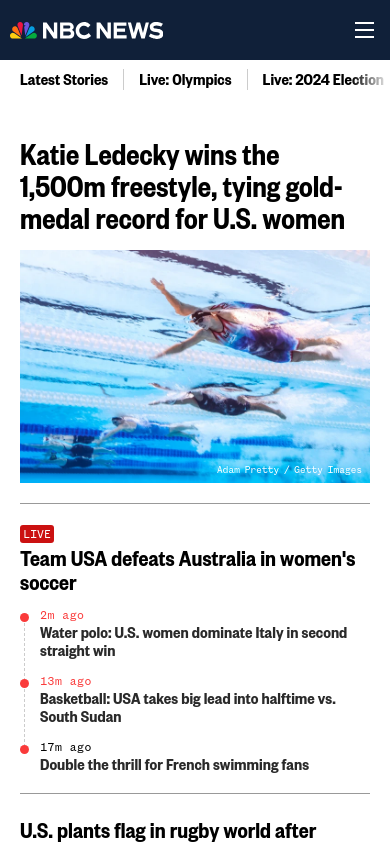 NBC NEWS
Latest Stories
Live: Olympics
Live: 2024 Election
Katie Ledecky wins the
1,500m freestyle, tying gold-
medal record for U.S. women
Adam Pretty / Getty Images
LIVE
Team USA defeats Australia in women's
soccer
2m ago
Water polo: U.S. women dominate Italy in second
straight win
13m ago
Basketball: USA takes big lead into halftime vs.
South Sudan
17m ago
Double the thrill for French swimming fans
U.S. plants flag in rugby world after